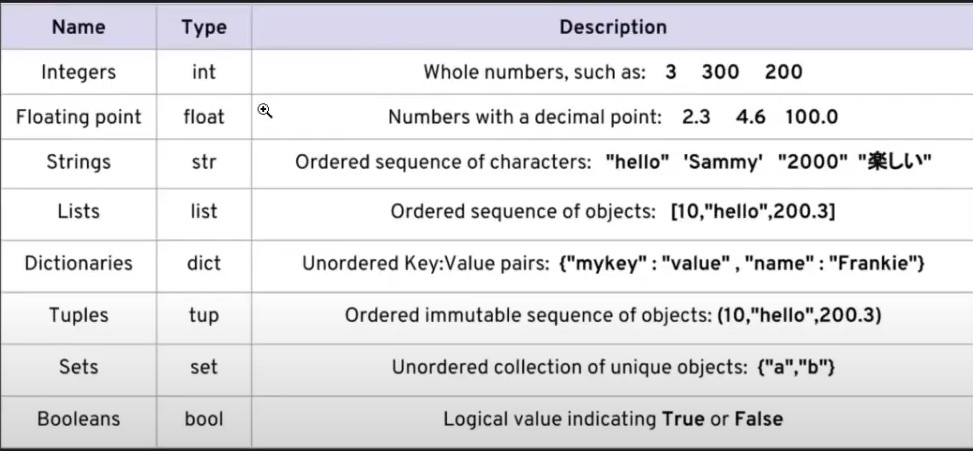 Name Type Description
Integers int Whole numbers, such as: 3 300 200
Floating point float Numbers with a decimal point: 2.3 4.6 100.0
Strings str Ordered sequence of characters: "hello" 'Sammy' "2000" "楽しい"
Lists list Ordered sequence of objects: [10,"hello",200.3]
Dictionaries dict Unordered Key:Value pairs: {"mykey" : "value" , "name" : "Frankie"}
Tuples tup Ordered immutable sequence of objects: (10,"hello",200.3)
Sets set Unordered collection of unique objects: {"a","b"}
Booleans bool Logical value indicating True or False